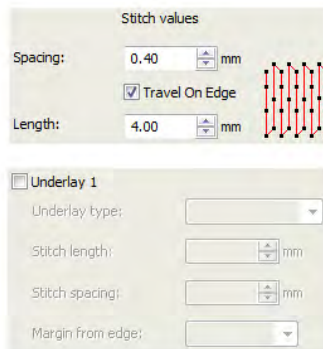 Stitch values
Spacing: 0.40 mm
Travel On Edge
Length: 4.00 mm
Underlay 1
Underlay type:
Stitch length: mm
Stitch spacing: mm
Margin from edge: